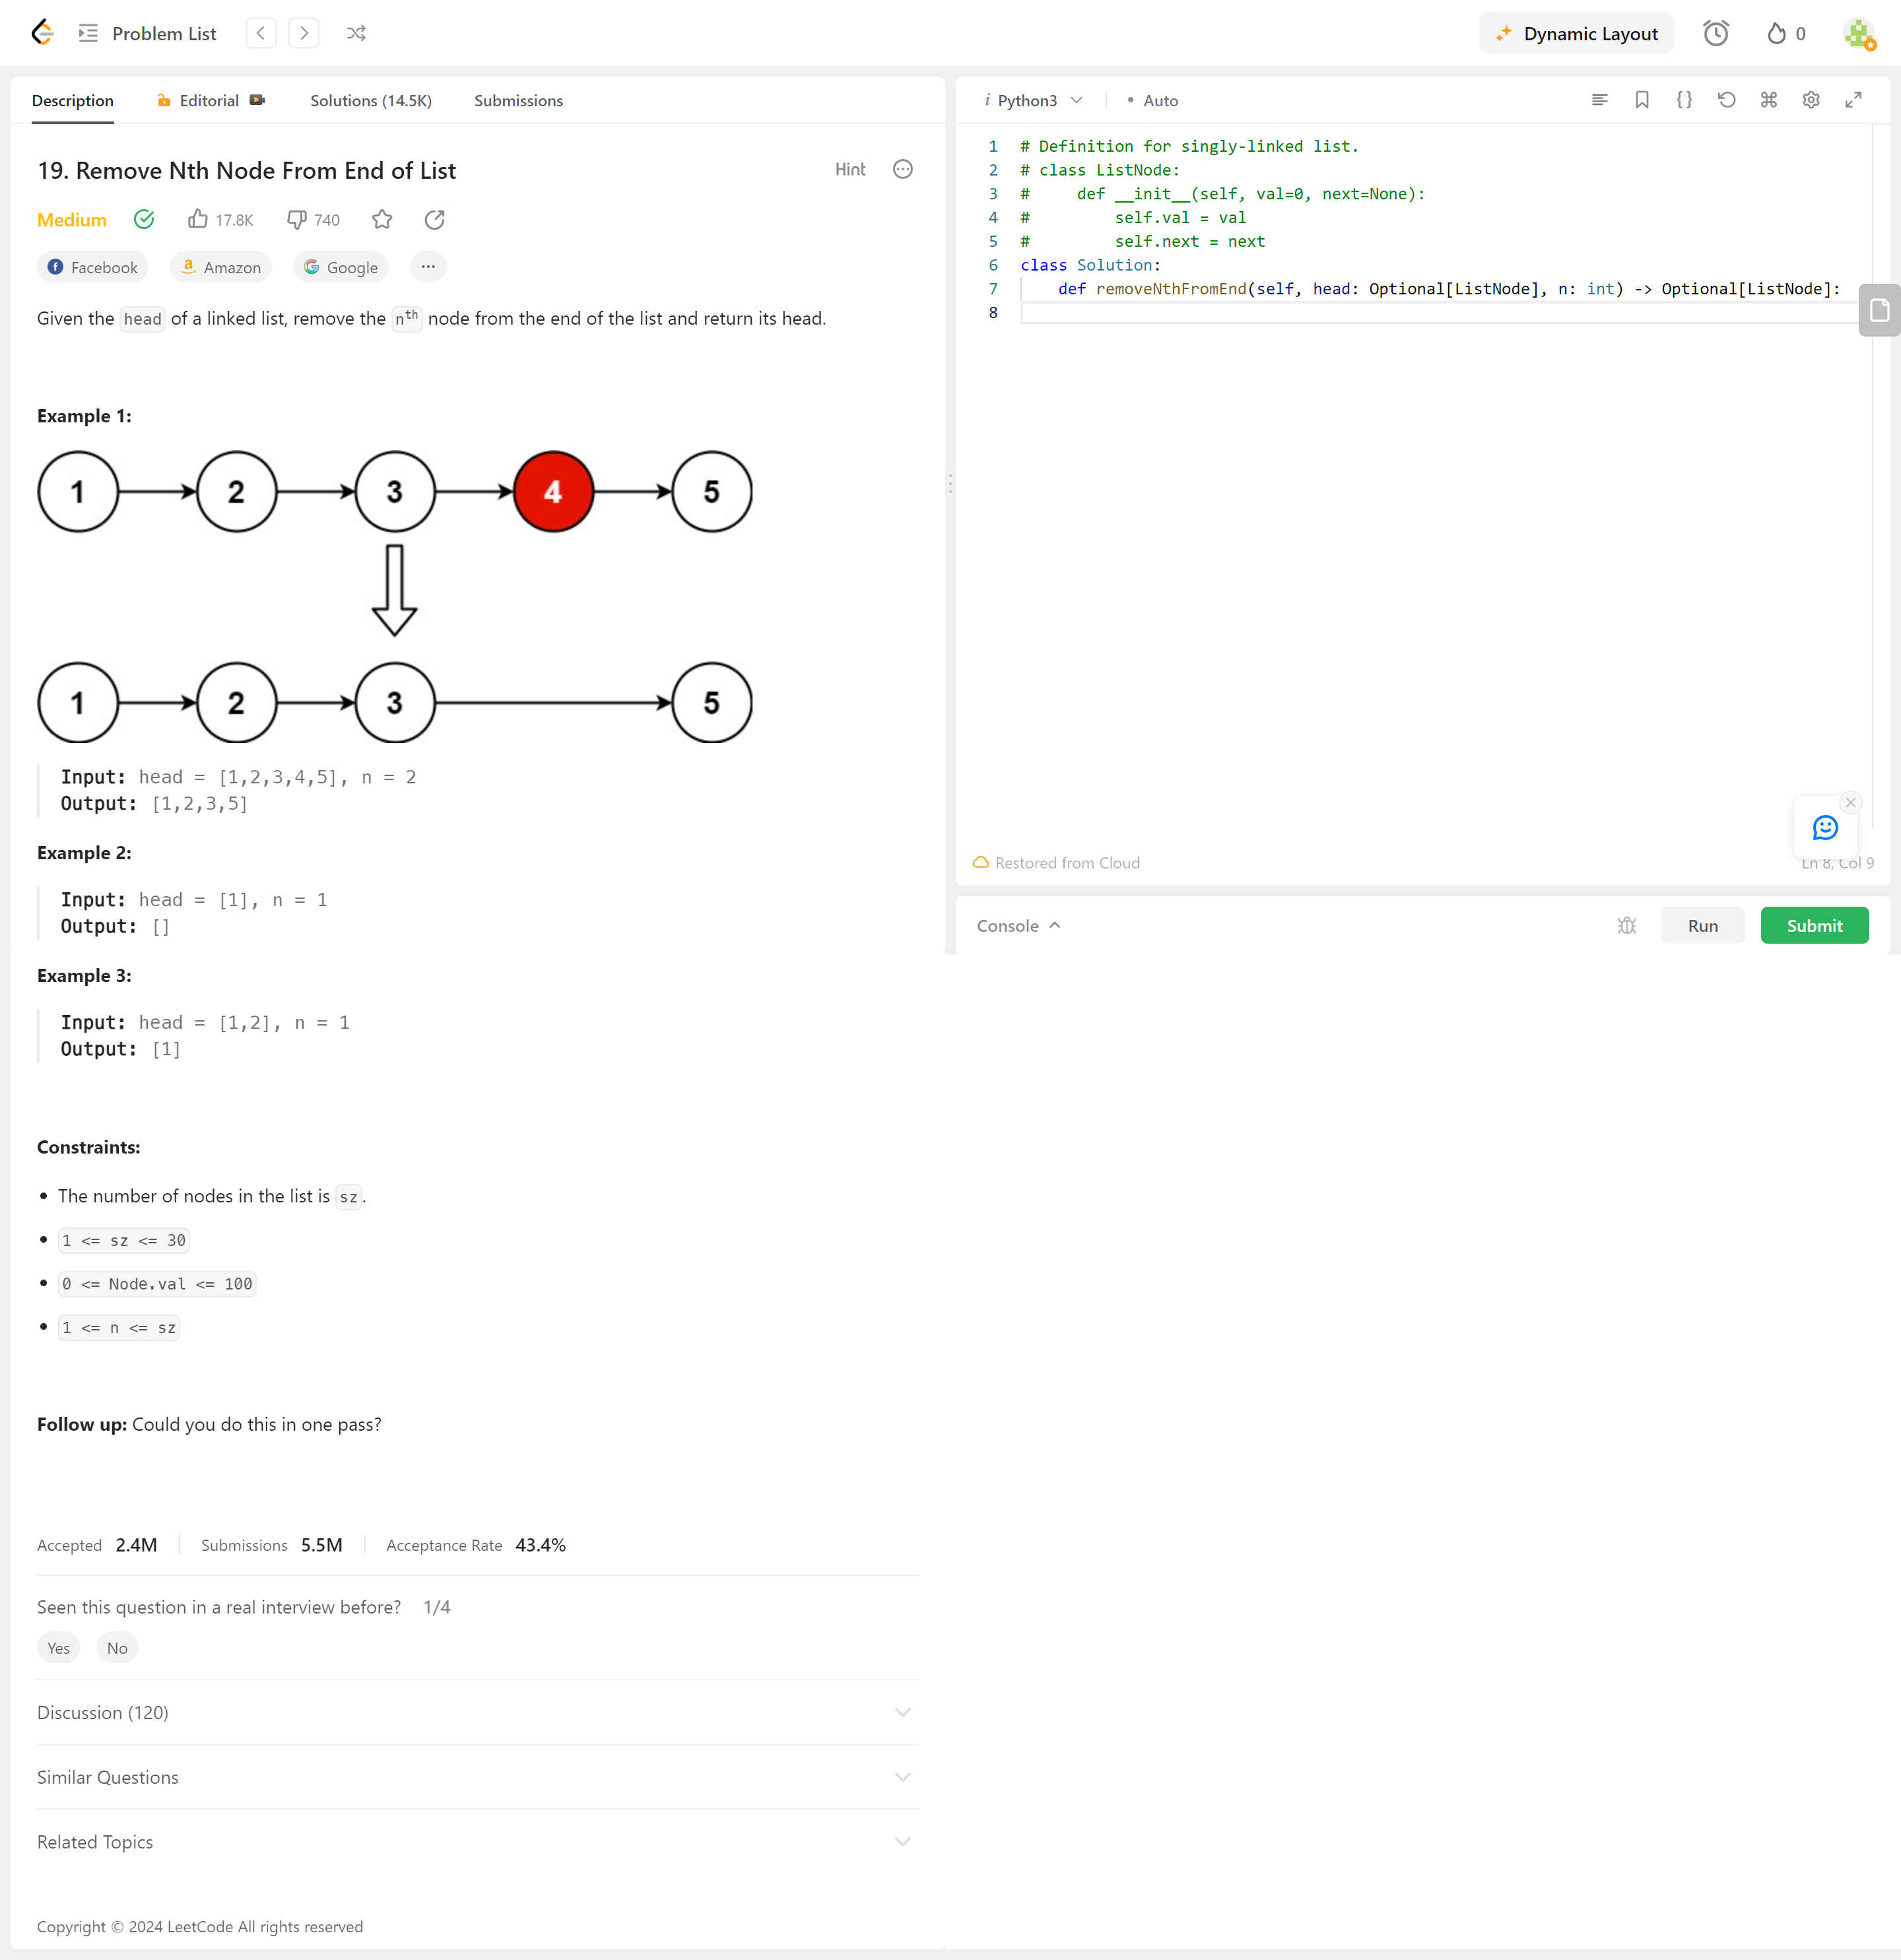 Problem List
Dynamic Layout
0
Description
Editorial
Solutions (14.5K)
Submissions
19. Remove Nth Node From End of List
Hint
Medium
17.8K
740
Facebook
Amazon
Google
Given the head of a linked list, remove the nth node from the end of the list and return its head.
Example 1:
1 2 3 4 5
1 2 3 5
Input: head = [1,2,3,4,5], n = 2
Output: [1,2,3,5]
Example 2:
Input: head = [1], n = 1
Output: []
Example 3:
Input: head = [1,2], n = 1
Output: [1]
Constraints:
• The number of nodes in the list is sz.
• 1 <= sz <= 30
• 0 <= Node.val <= 100
• 1 <= n <= sz
Follow up: Could you do this in one pass?
Accepted 2.4M
Submissions 5.5M
Acceptance Rate 43.4%
Seen this question in a real interview before? 1/4
Yes
No
Discussion (120)
Similar Questions
Related Topics
Copyright © 2024 LeetCode All rights reserved
i Python3
• Auto
1 # Definition for singly-linked list.
2 # class ListNode:
3 #     def __init__(self, val=0, next=None):
4 #         self.val = val
5 #         self.next = next
6 class Solution:
7     def removeNthFromEnd(self, head: Optional[ListNode], n: int) -> Optional[ListNode]:
8
Restored from Cloud
Ln 8, Col 9
Console
Run
Submit